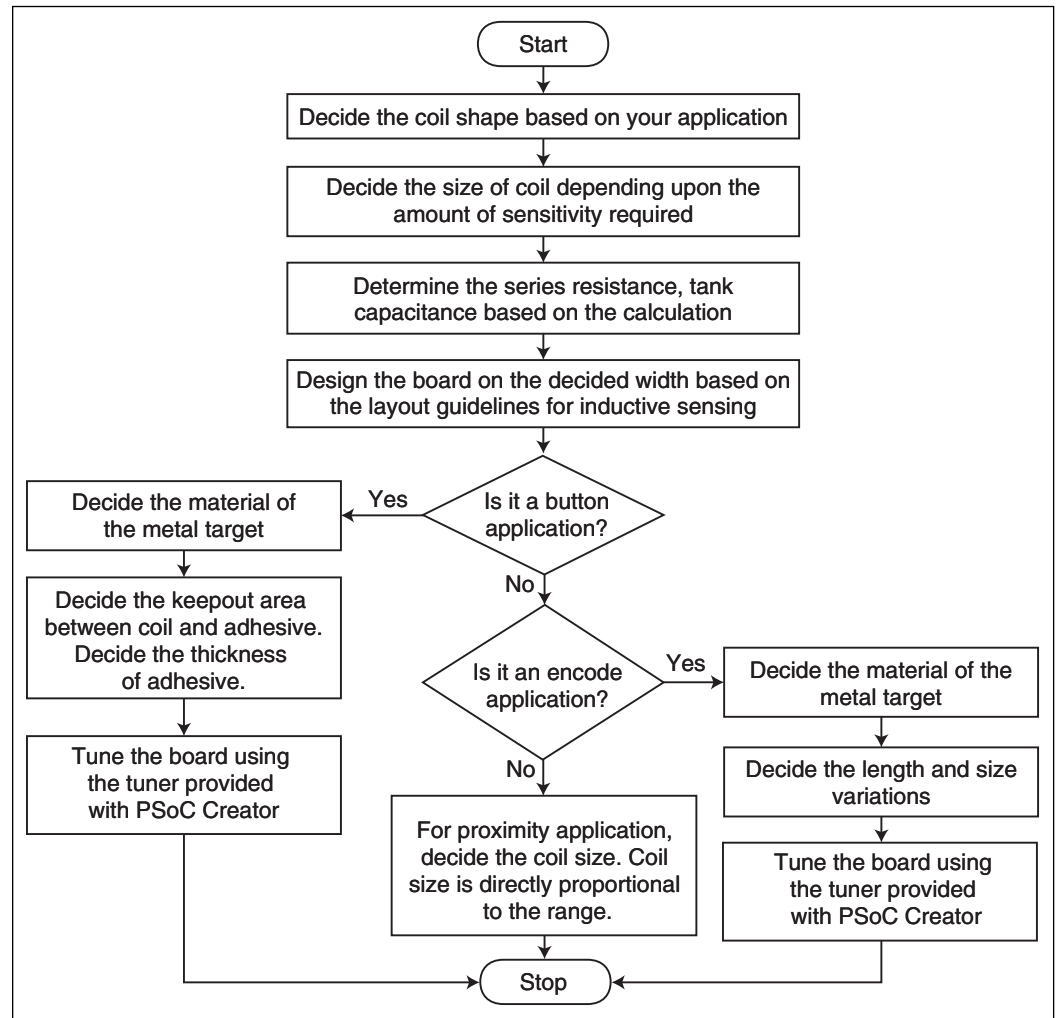 Start
Decide the coil shape based on your application
Decide the size of coil depending upon the
amount of sensitivity required
Determine the series resistance, tank
capacitance based on the calculation
Design the board on the decided width based on
the layout guidelines for inductive sensing
Is it a button
application?
Yes
Decide the material of
the metal target
Decide the keepout area
between coil and adhesive.
Decide the thickness
of adhesive.
Tune the board using
the tuner provided
with PSoC Creator
No
Is it an encode
application?
Yes
Decide the material of the
metal target
Decide the length and size
variations
Tune the board using
the tuner provided
with PSoC Creator
No
For proximity application,
decide the coil size. Coil
size is directly proportional
to the range.
Stop